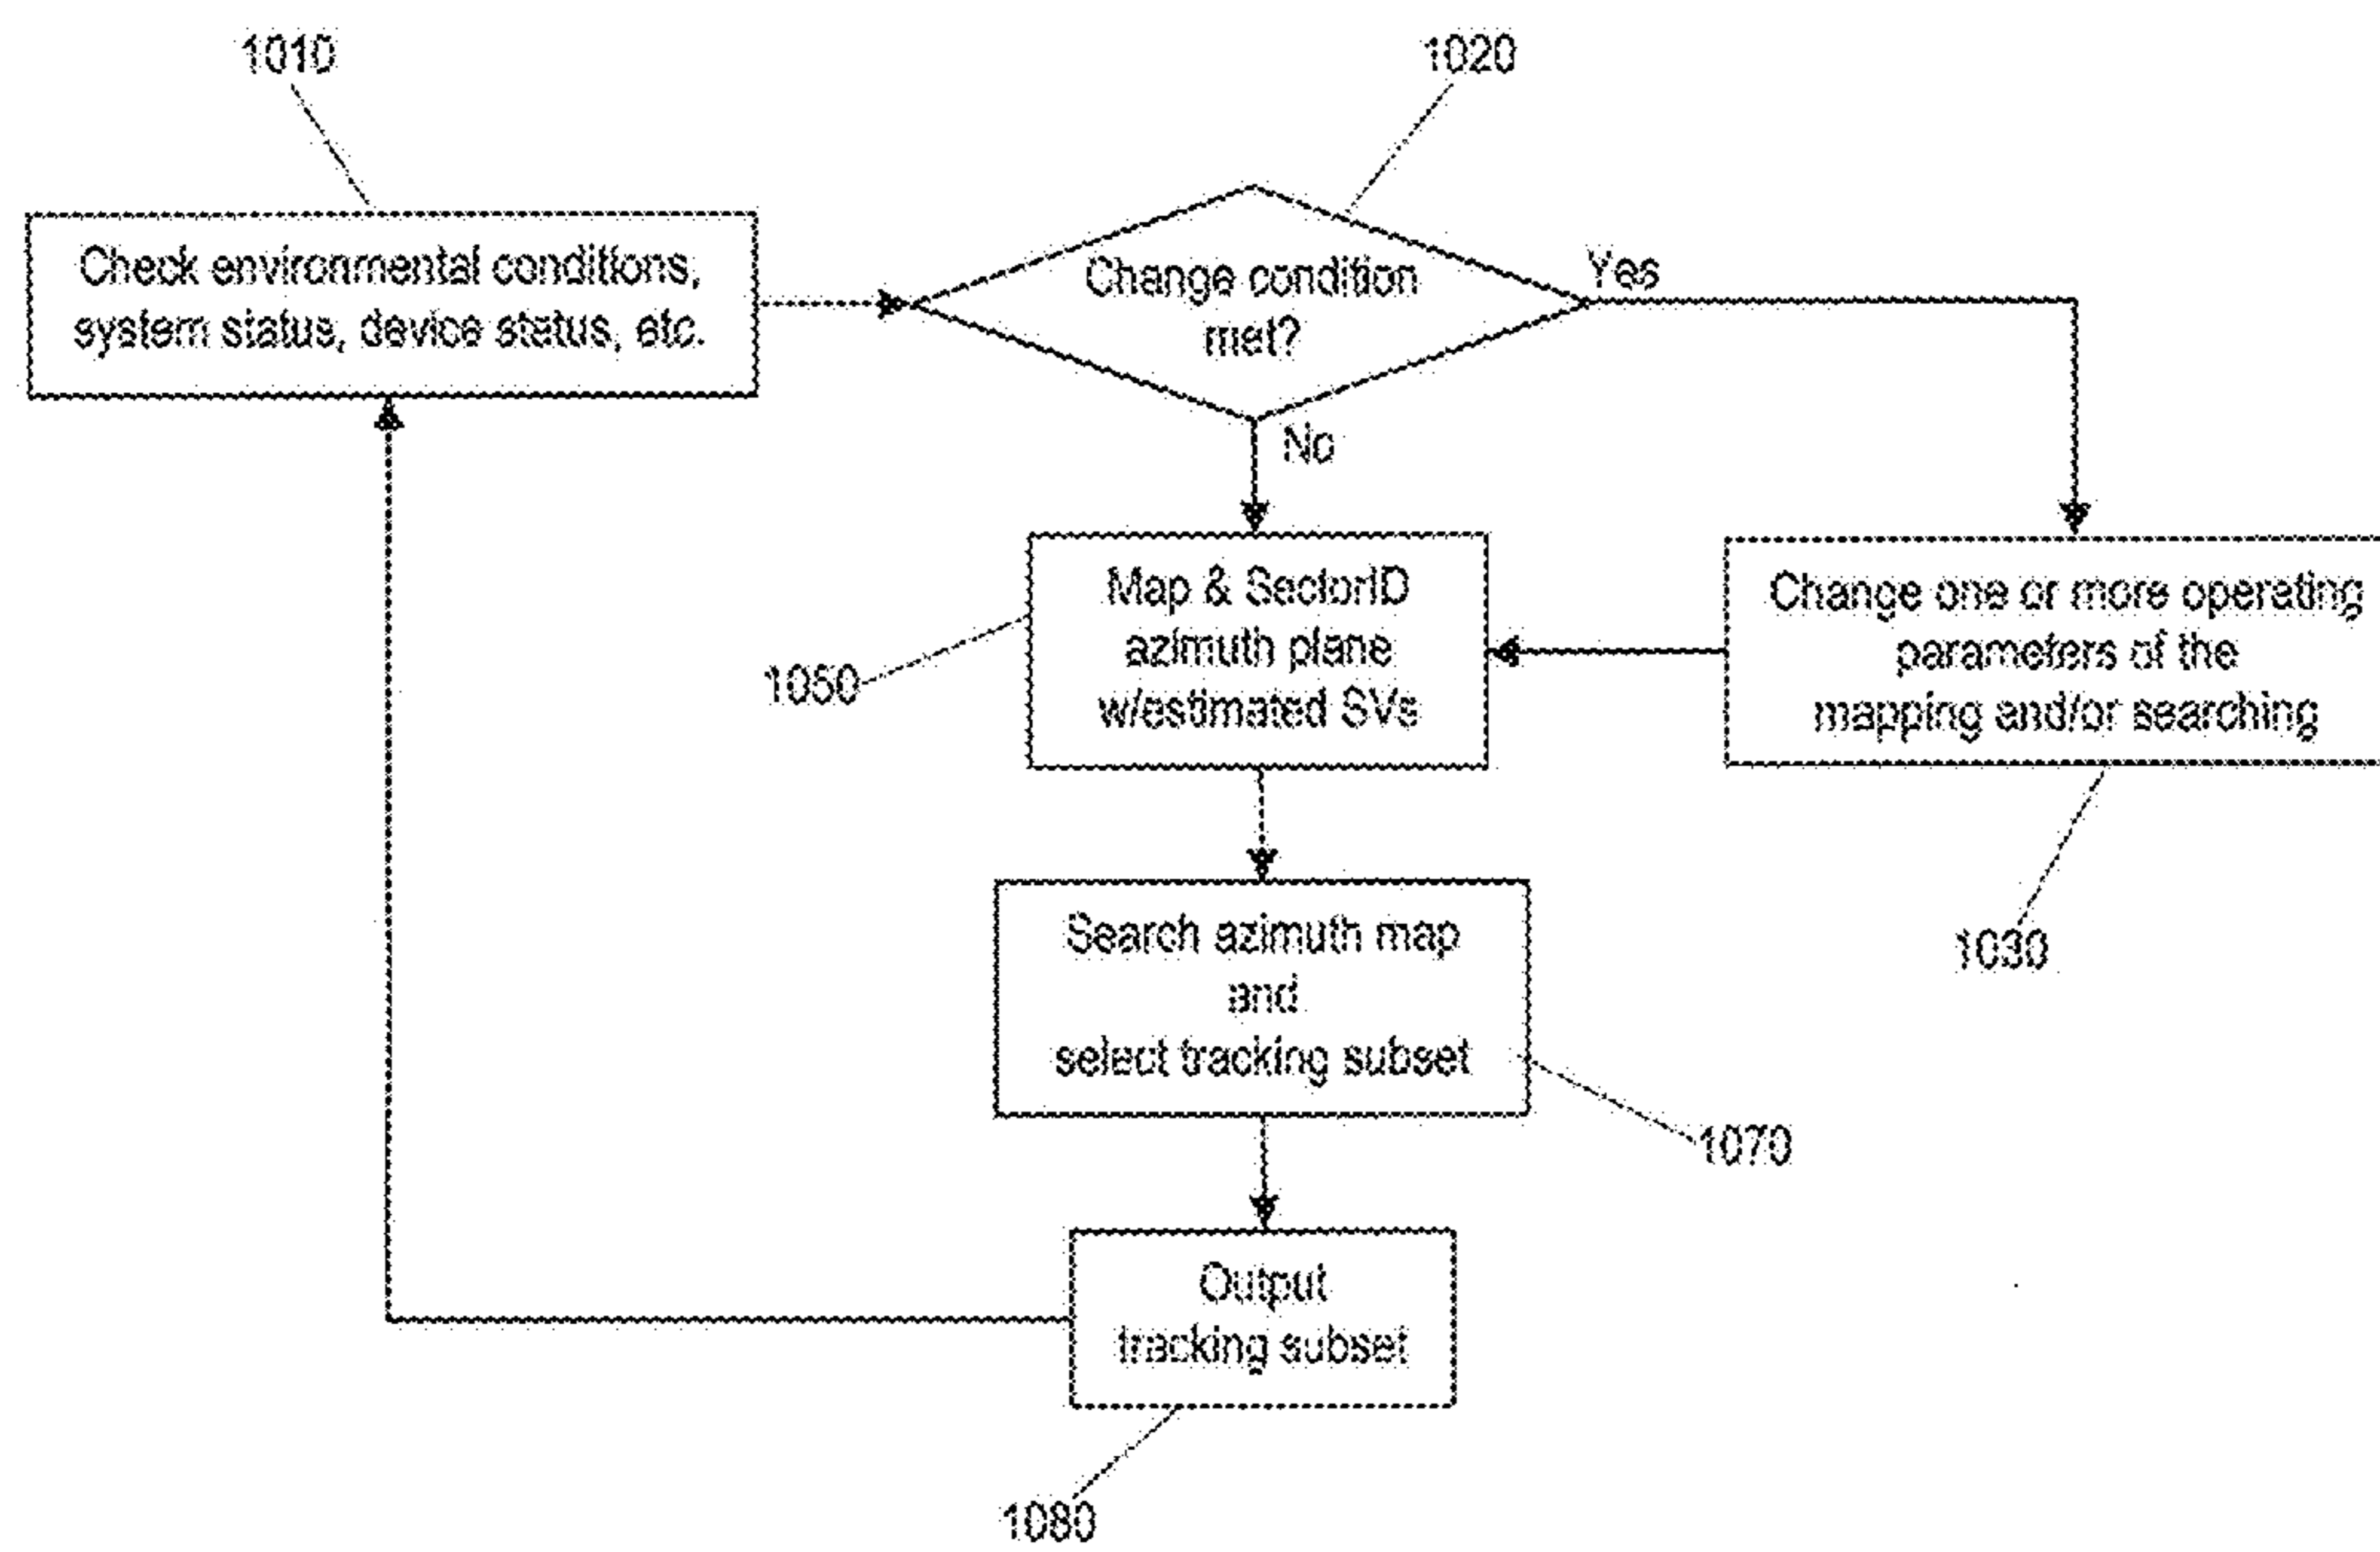 1010
1020
Check environmental conditions,
system status, device status, etc.
Change condition
met?
Yes
No
Map & SectorID
azimuth plane
w/estimated SVs
1050
Change one or more operating
parameters of the
mapping and/or searching
1030
Search azimuth map
and
select tracking subset
1070
Output
tracking subset
1080